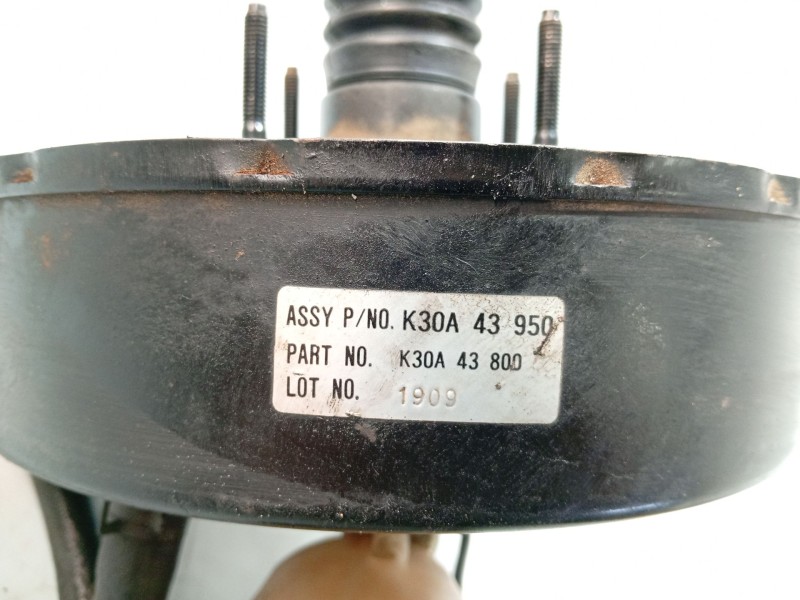 ASSY P/NO. K30A 43 950
PART NO. K30A 43 800
LOT NO. 1909